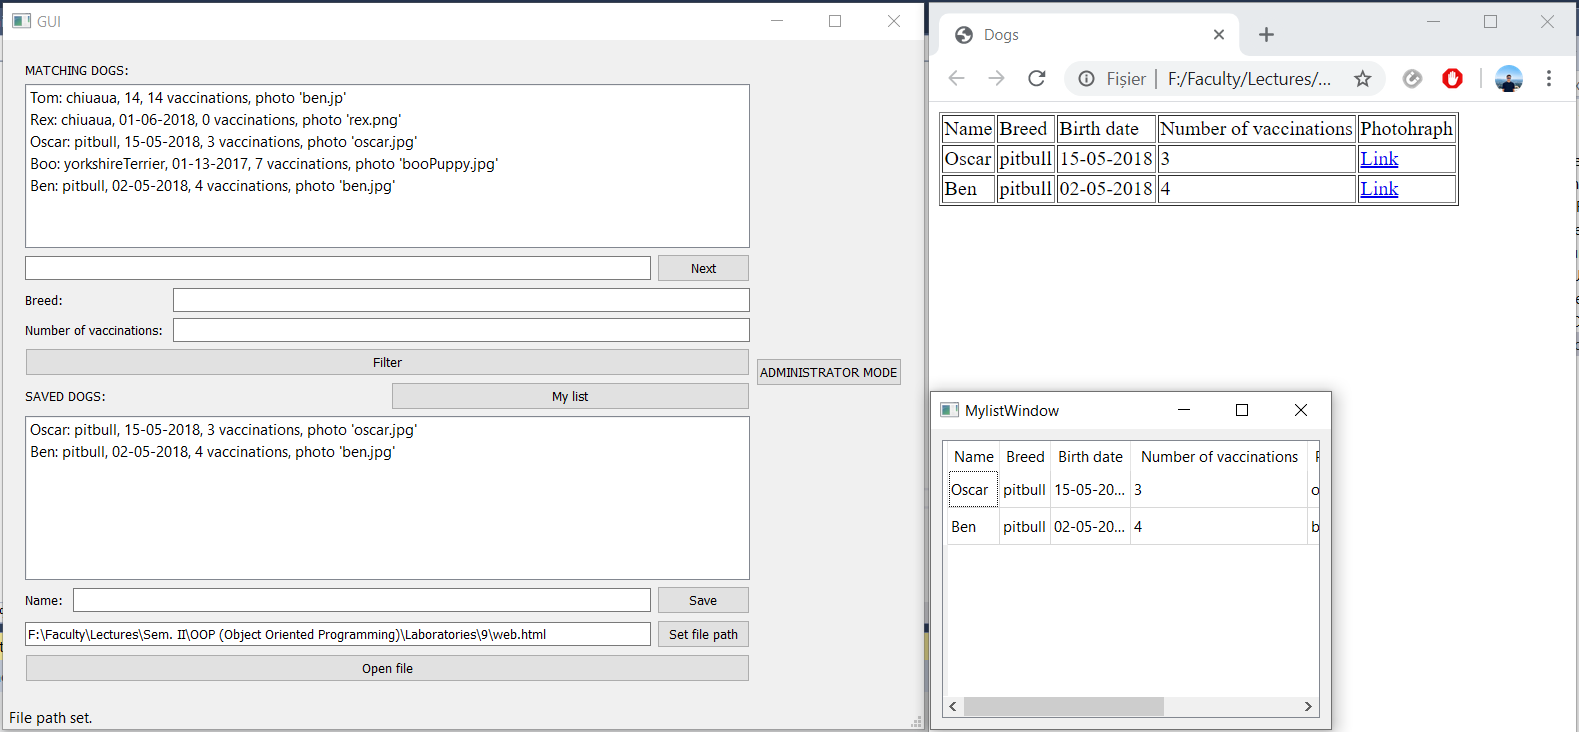 GUI
MATCHING DOGS:
Tom: chiuaua, 14, 14 vaccinations, photo 'ben.jp'
Rex: chiuaua, 01-06-2018, 0 vaccinations, photo 'rex.png'
Oscar: pitbull, 15-05-2018, 3 vaccinations, photo 'oscar.jpg'
Boo: yorkshireTerrier, 01-13-2017, 7 vaccinations, photo 'booPuppy.jpg'
Ben: pitbull, 02-05-2018, 4 vaccinations, photo 'ben.jpg'
Next
Breed:
Number of vaccinations:
Filter
ADMINISTRATOR MODE
SAVED DOGS:
My list
Oscar: pitbull, 15-05-2018, 3 vaccinations, photo 'oscar.jpg'
Ben: pitbull, 02-05-2018, 4 vaccinations, photo 'ben.jpg'
Name:
Save
F:\Faculty\Lectures\Sem. II\OOP (Object Oriented Programming)\Laboratories\9\web.html
Set file path
Open file
File path set.
Dogs
Fișier | F:/Faculty/Lectures/...
Name Breed Birth date Number of vaccinations Photohraph
Oscar pitbull 15-05-2018 3 Link
Ben pitbull 02-05-2018 4 Link
MylistWindow
Name Breed Birth date Number of vaccinations
Oscar pitbull 15-05-20... 3 o
Ben pitbull 02-05-20... 4 b